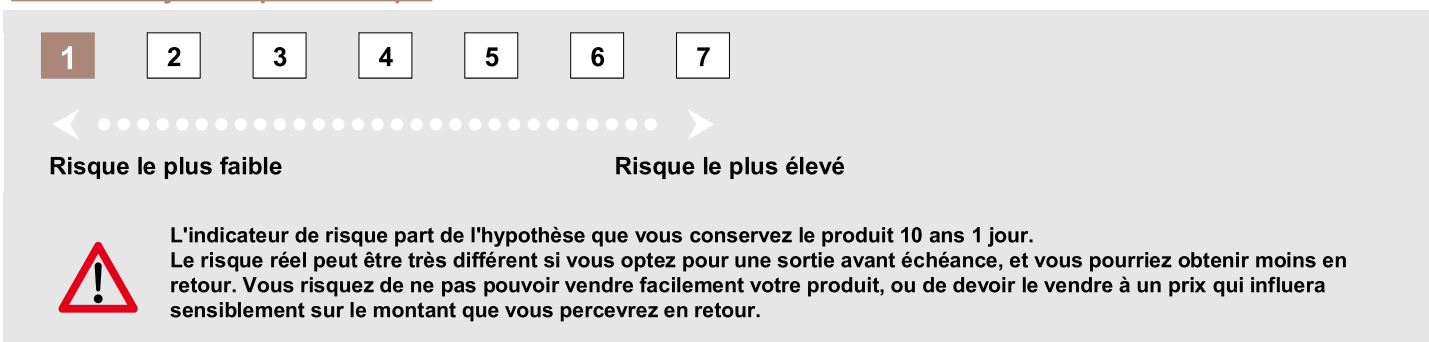 1 2 3 4 5 6 7
Risque le plus faible Risque le plus élevé
L'indicateur de risque part de l'hypothèse que vous conservez le produit 10 ans 1 jour.
Le risque réel peut être très différent si vous optez pour une sortie avant échéance, et vous pourriez obtenir moins en
retour. Vous risquez de ne pas pouvoir vendre facilement votre produit, ou de devoir le vendre à un prix qui influera
sensiblement sur le montant que vous percevrez en retour.